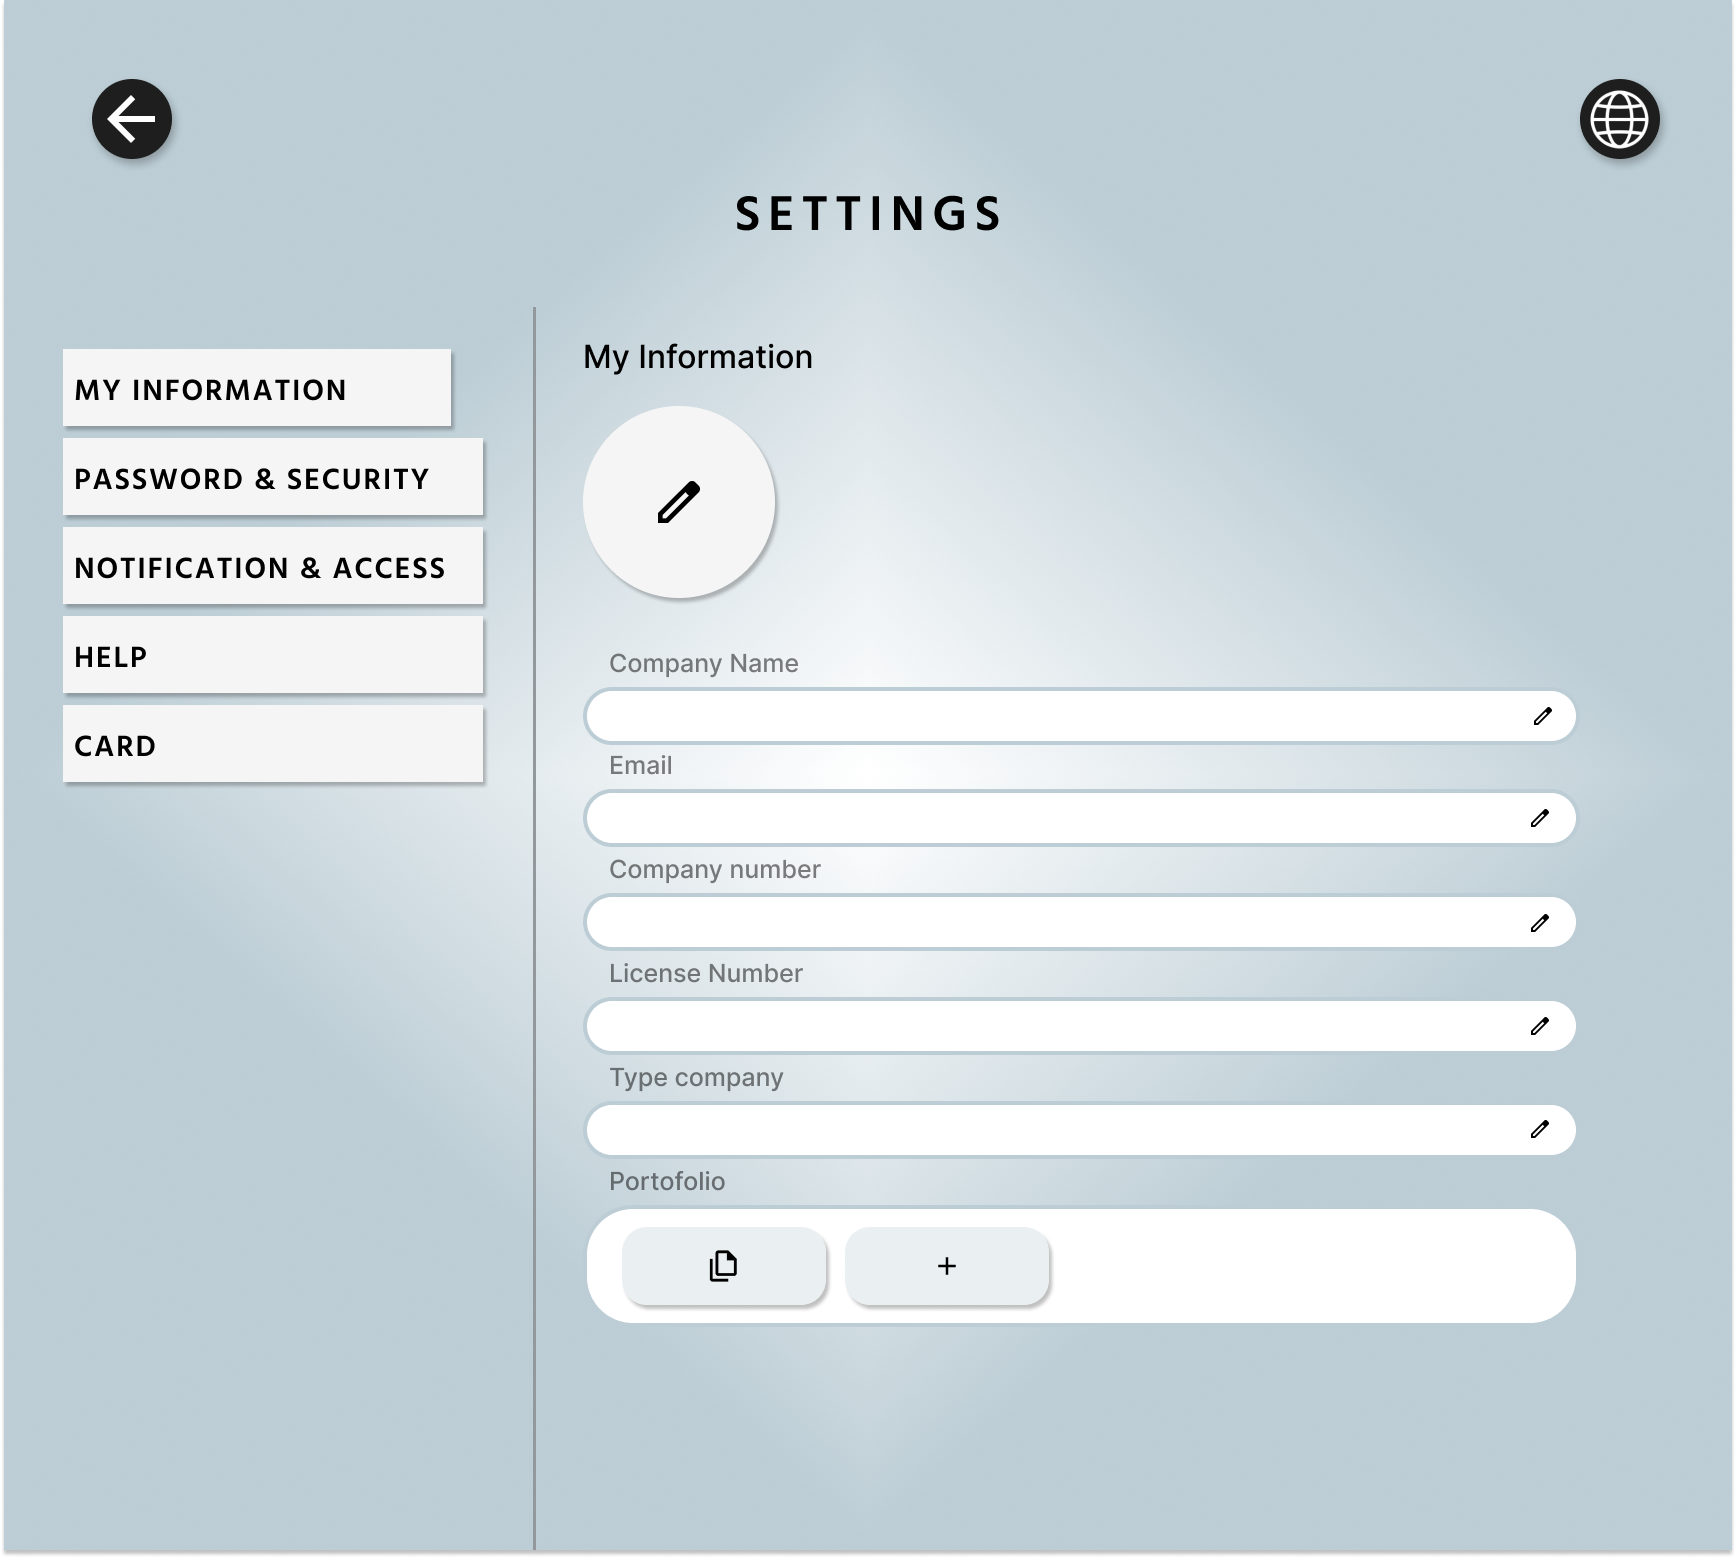 SETTINGS
MY INFORMATION
PASSWORD & SECURITY
NOTIFICATION & ACCESS
HELP
CARD
My Information
Company Name
Email
Company number
License Number
Type company
Portofolio